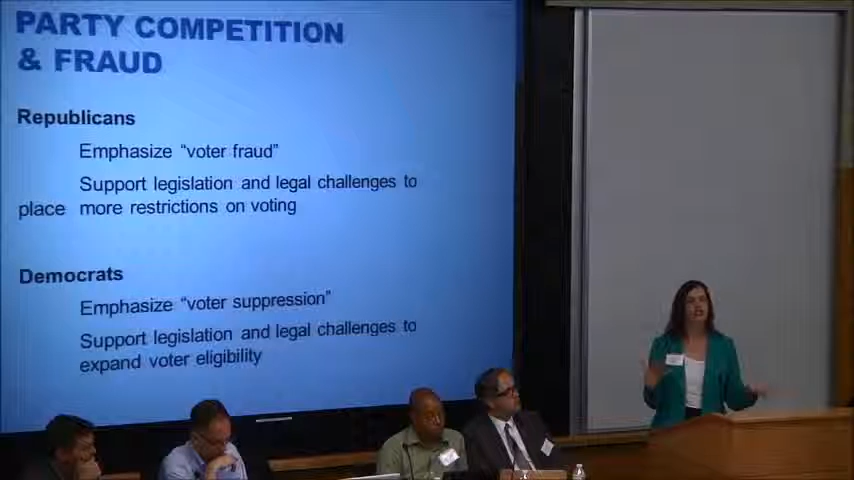 PARTY COMPETITION
& FRAUD
Republicans
Emphasize “voter fraud”
Support legislation and legal challenges to
place more restrictions on voting
Democrats
Emphasize “voter suppression”
Support legislation and legal challenges to
expand voter eligibility